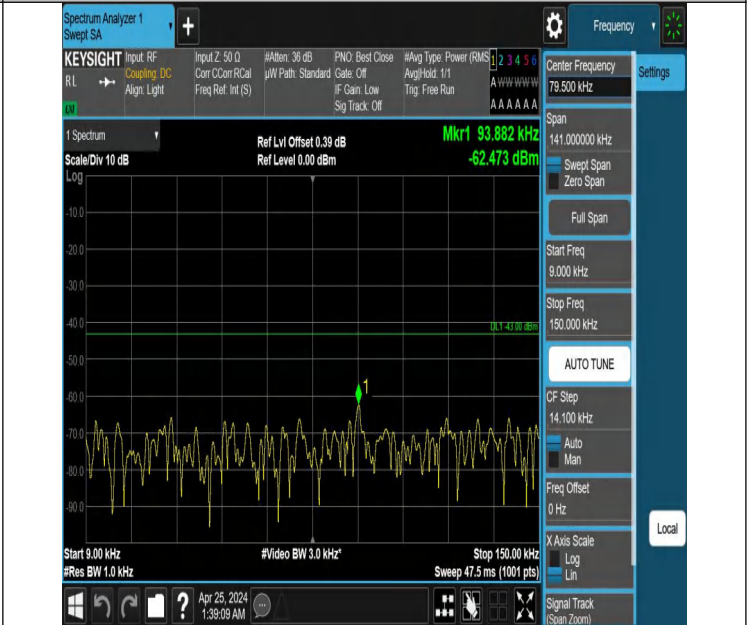 Spectrum Analyzer 1
Swept SA
Frequency
KEYSIGHT
RL
Input: RF
Coupling: DC
Align: Light
Input Z: 50 Ω
Corr CCorr RCal
Freq Ref: Int (S)
#Atten: 36 dB
µW Path: Standard
PNO: Best Close
Gate: Off
IF Gain: Low
Sig Track: Off
#Avg Type: Power (RMS
Avg|Hold: 1/1
Trig: Free Run
1 2 3 4 5 6
A W W W W W
A A A A A A
1 Spectrum
Scale/Div 10 dB
Ref Lvl Offset 0.39 dB
Ref Level 0.00 dBm
Mkr1 93.882 kHz
-62.473 dBm
Log
-10.0
-20.0
-30.0
-40.0
DL1 -43.00 dBm
-50.0
1
-60.0
-70.0
-80.0
-90.0
Start 9.00 kHz
#Video BW 3.0 kHz*
Stop 150.00 kHz
#Res BW 1.0 kHz
Sweep 47.5 ms (1001 pts)
?
Apr 25, 2024
1:39:09 AM
Center Frequency
79.500 kHz
Settings
Span
141.000000 kHz
Swept Span
Zero Span
Full Span
Start Freq
9.000 kHz
Stop Freq
150.000 kHz
AUTO TUNE
CF Step
14.100 kHz
Auto
Man
Freq Offset
0 Hz
Local
X Axis Scale
Log
Lin
Signal Track
(Span Zoom)